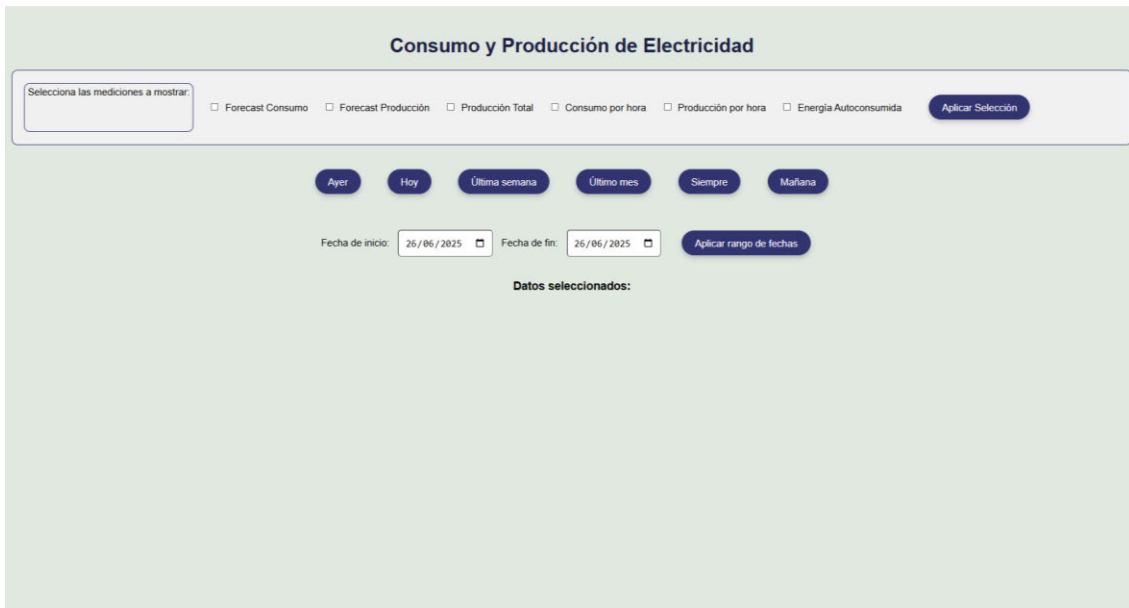 Consumo y Producción de Electricidad
Selecciona las mediciones a mostrar:
Forecast Consumo Forecast Producción Producción Total Consumo por hora Producción por hora Energía Autoconsumida Aplicar Selección
Ayer Hoy Última semana Último mes Siempre Mañana
Fecha de inicio: 26/06/2025 Fecha de fin: 26/06/2025 Aplicar rango de fechas
Datos seleccionados: